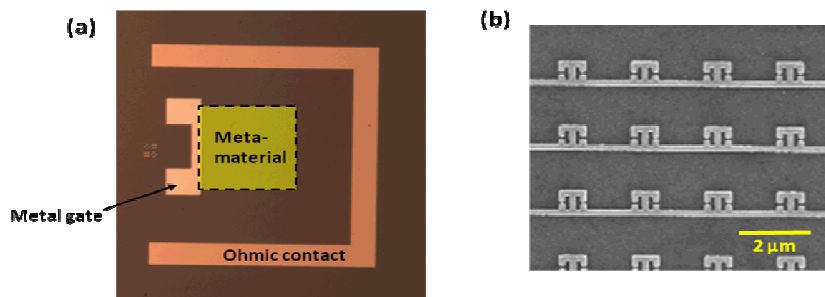 (a)
Meta-
material
Metal gate
Ohmic contact
(b)
2 μm